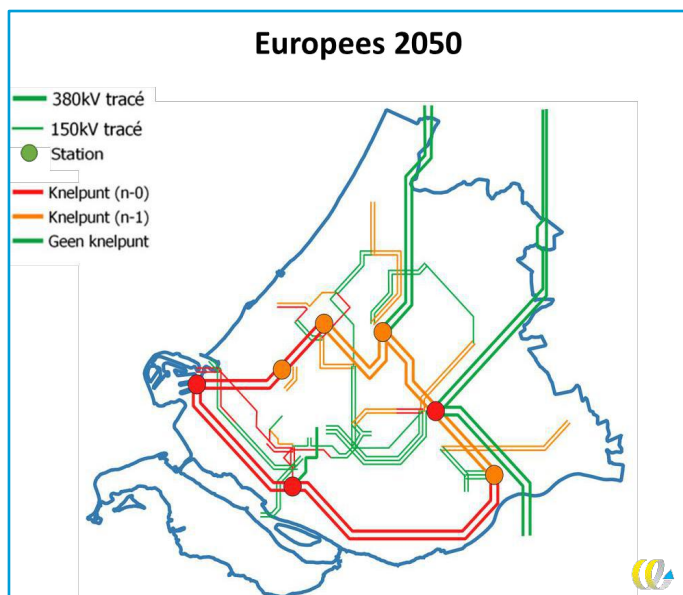 Europees 2050
380kV tracé
150kV tracé
Station
Knelpunt (n-0)
Knelpunt (n-1)
Geen knelpunt